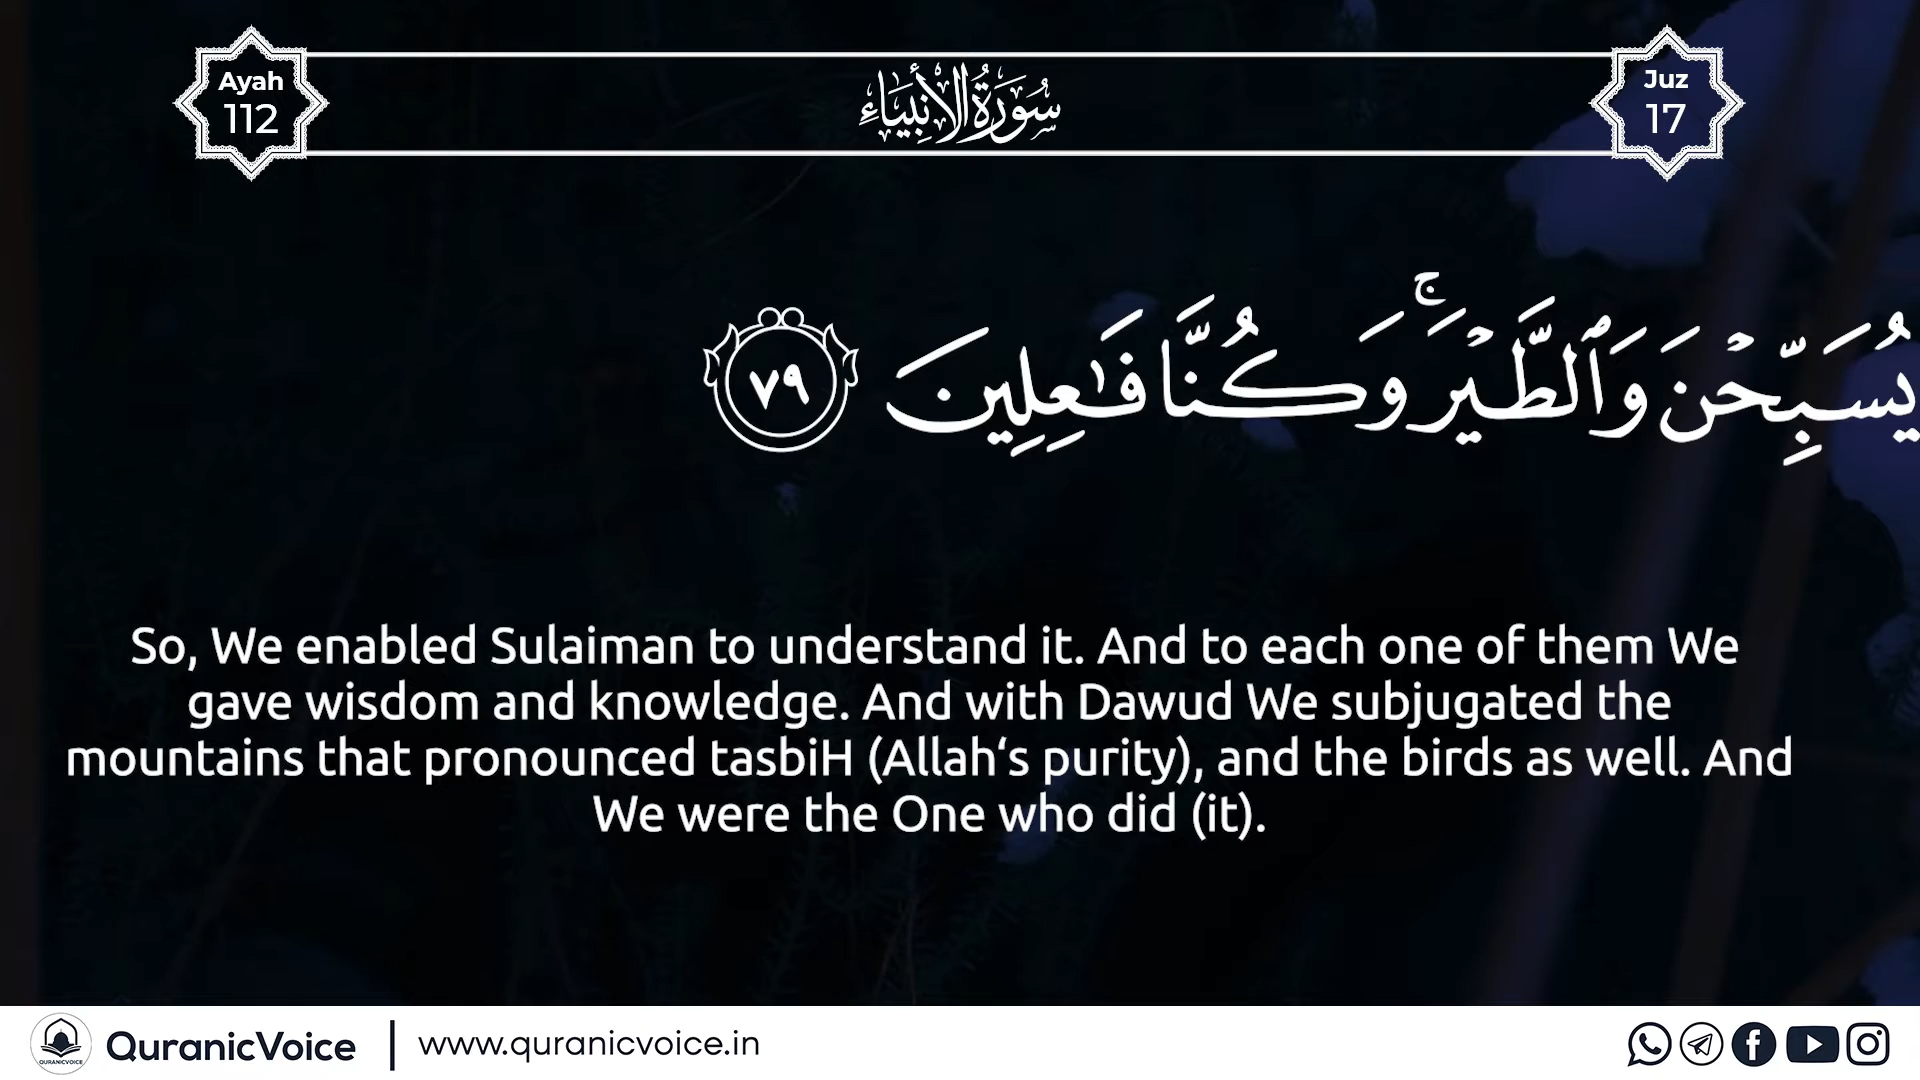 Ayah
112
سُورَةُ الْأَنْبِيَاءِ
Juz
17
يُسَبِّحْنَ وَٱلطَّيْرَ ۚ وَكُنَّا فَٰعِلِينَ ٧٩
So, We enabled Sulaiman to understand it. And to each one of them We
gave wisdom and knowledge. And with Dawud We subjugated the
mountains that pronounced tasbiH (Allah‘s purity), and the birds as well. And
We were the One who did (it).
QURANICVOICE
QuranicVoice | www.quranicvoice.in